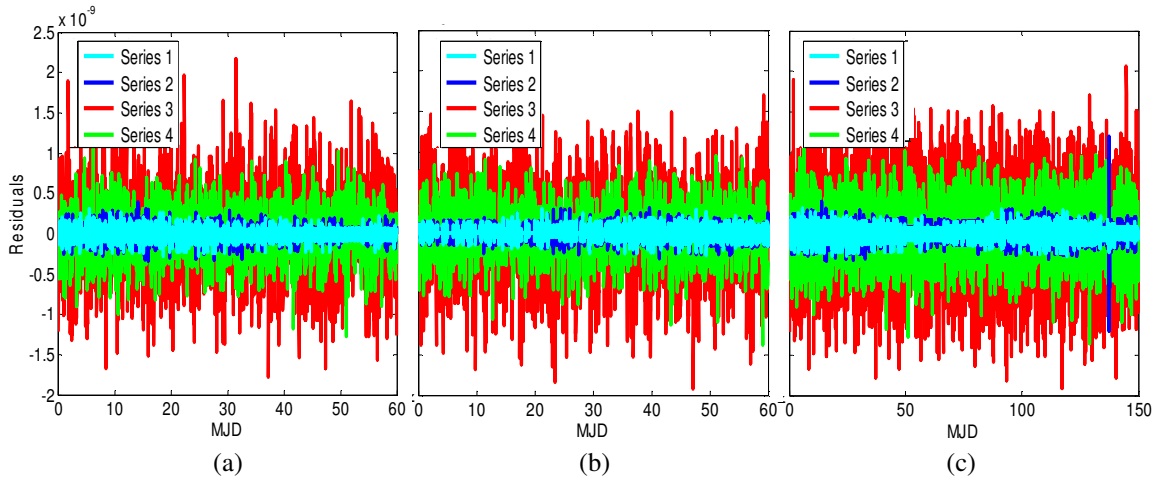 x 10^-9
2.5
2
1.5
1
0.5
0
-0.5
-1
-1.5
-2
Residuals
Series 1
Series 2
Series 3
Series 4
0 10 20 30 40 50 60
MJD
(a)
Series 1
Series 2
Series 3
Series 4
0 10 20 30 40 50 60
MJD
(b)
Series 1
Series 2
Series 3
Series 4
0 50 100 150
MJD
(c)